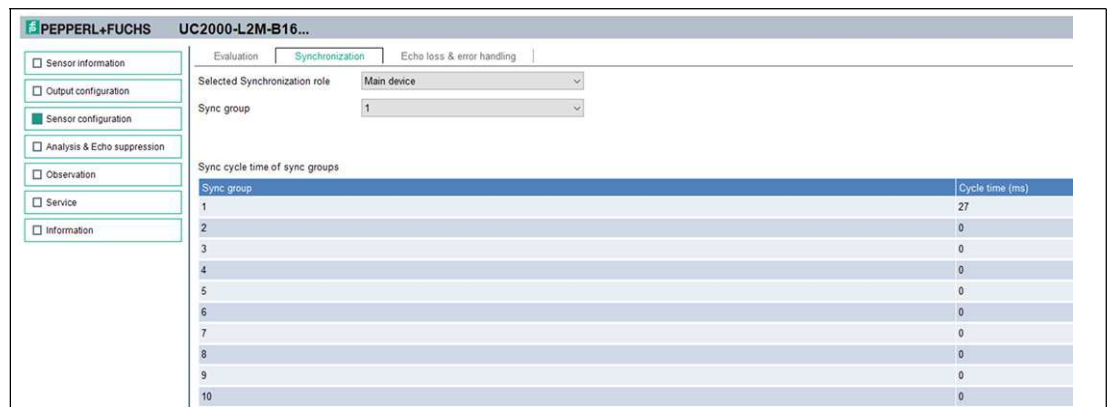 PEPPERL+FUCHS UC2000-L2M-B16...
Sensor information
Output configuration
Sensor configuration
Analysis & Echo suppression
Observation
Service
Information
Evaluation Synchronization Echo loss & error handling
Selected Synchronization role Main device
Sync group 1
Sync cycle time of sync groups
Sync group Cycle time (ms)
1 27
2 0
3 0
4 0
5 0
6 0
7 0
8 0
9 0
10 0